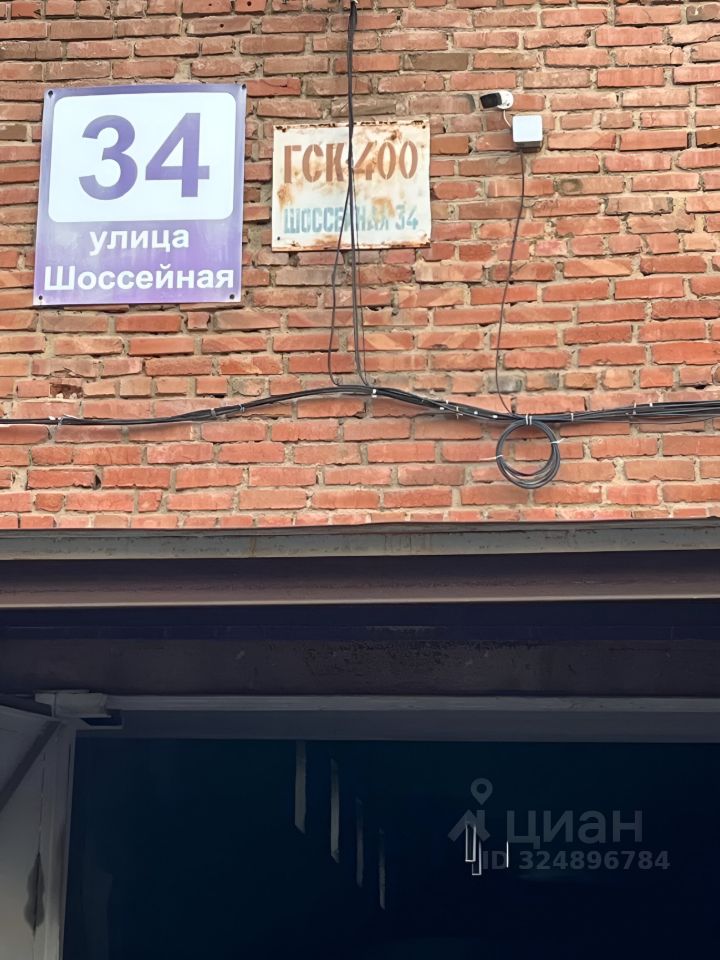 34
улица
Шоссейная
ГСК 400
ШОССЕЙНАЯ 34
циан
ID 324896784